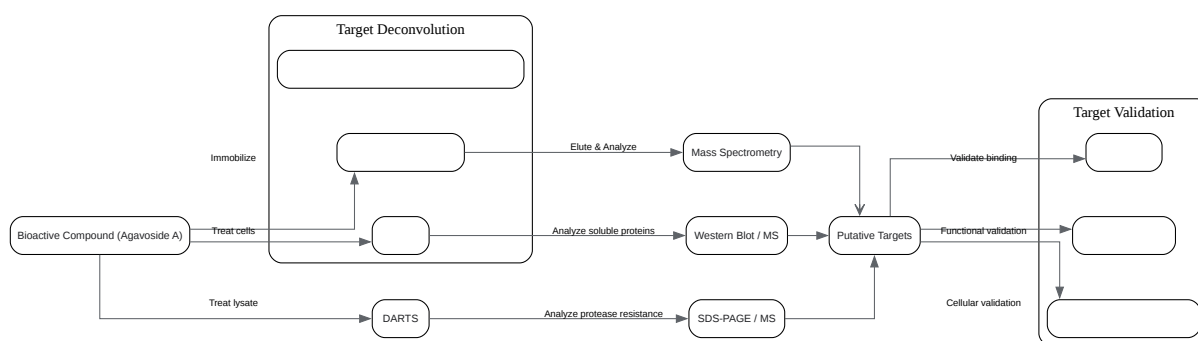 Target Deconvolution
Target Validation
Immobilize
Elute & Analyze
Mass Spectrometry
Validate binding
Bioactive Compound (Agavoside A)
Treat cells
Analyze soluble proteins
Western Blot / MS
Putative Targets
Functional validation
Treat lysate
DARTS
Analyze protease resistance
SDS-PAGE / MS
Cellular validation